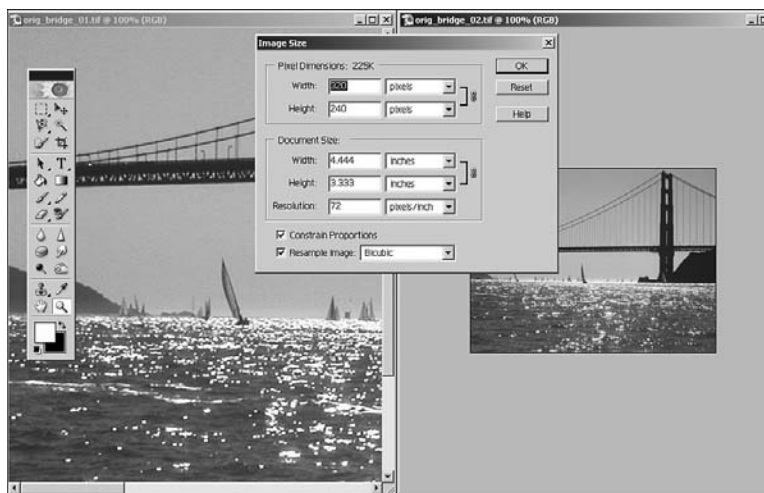 orig_bridge_01.tif @ 100% (RGB)
orig_bridge_02.tif @ 100% (RGB)
Image Size
Pixel Dimensions: 225K
Width: 320 pixels
Height: 240 pixels
Document Size:
Width: 4.444 inches
Height: 3.333 inches
Resolution: 72 pixels/inch
Constrain Proportions
Resample Image: Bicubic
OK
Reset
Help
T